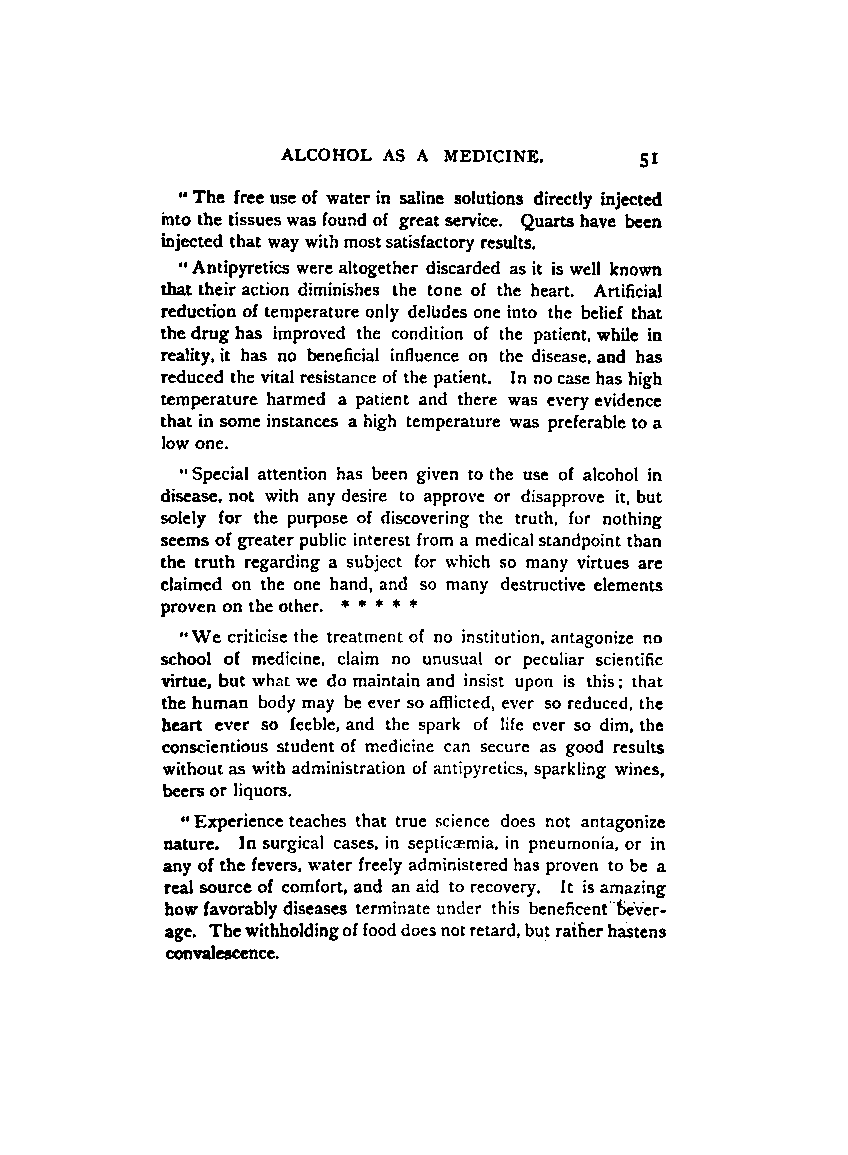 ALCOHOL AS A MEDICINE. 51
" The free use of water in saline solutions directly injected
into the tissues was found of great service. Quarts have been
injected that way with most satisfactory results.
" Antipyretics were altogether discarded as it is well known
that their action diminishes the tone of the heart. Artificial
reduction of temperature only deludes one into the belief that
the drug has improved the condition of the patient, while in
reality, it has no beneficial influence on the disease, and has
reduced the vital resistance of the patient. In no case has high
temperature harmed a patient and there was every evidence
that in some instances a high temperature was preferable to a
low one.
" Special attention has been given to the use of alcohol in
disease, not with any desire to approve or disapprove it, but
solely for the purpose of discovering the truth, for nothing
seems of greater public interest from a medical standpoint than
the truth regarding a subject for which so many virtues are
claimed on the one hand, and so many destructive elements
proven on the other. * * * * *
" We criticise the treatment of no institution, antagonize no
school of medicine, claim no unusual or peculiar scientific
virtue, but what we do maintain and insist upon is this ; that
the human body may be ever so afflicted, ever so reduced, the
heart ever so feeble, and the spark of life ever so dim, the
conscientious student of medicine can secure as good results
without as with administration of antipyretics, sparkling wines,
beers or liquors.
" Experience teaches that true science does not antagonize
nature. In surgical cases, in septicæmia, in pneumonia, or in
any of the fevers, water freely administered has proven to be a
real source of comfort, and an aid to recovery. It is amazing
how favorably diseases terminate under this beneficent bever-
age. The withholding of food does not retard, but rather hastens
convalescence.